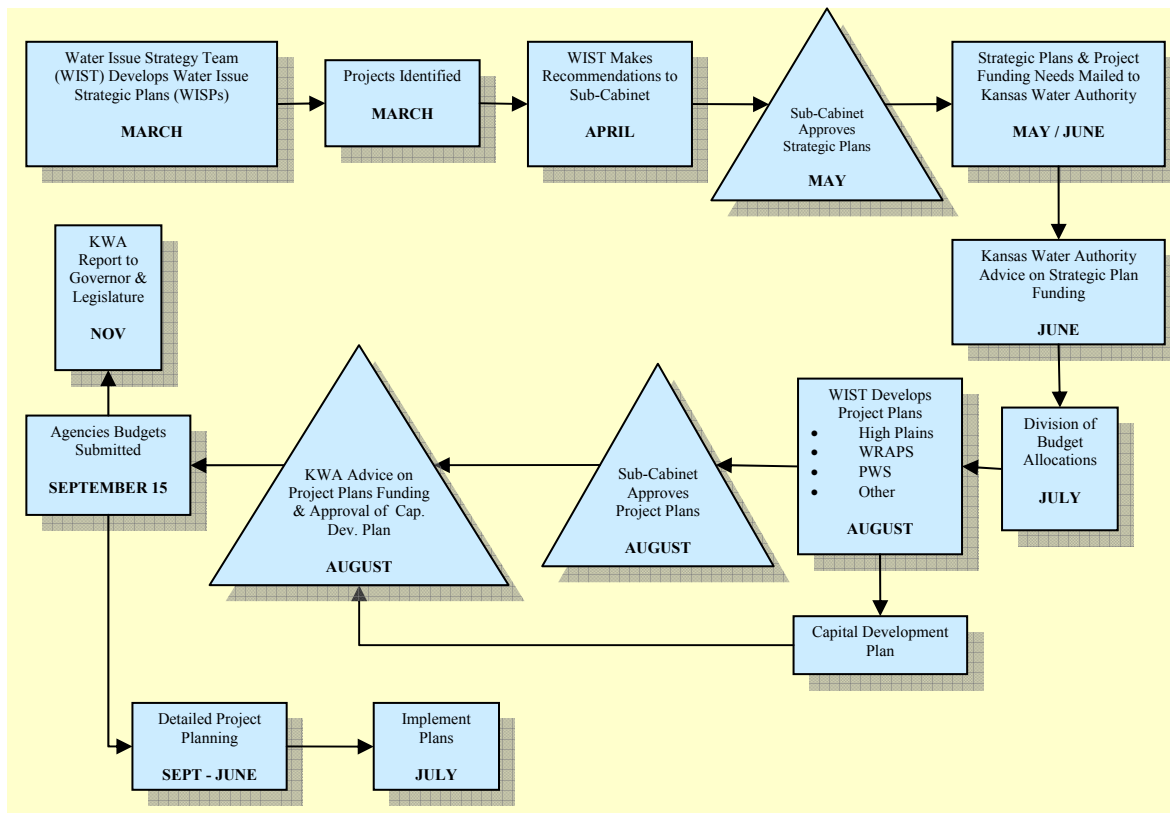 Water Issue Strategy Team
(WIST) Develops Water Issue
Strategic Plans (WISPs)
MARCH
Projects Identified
MARCH
WIST Makes
Recommendations to
Sub-Cabinet
APRIL
Sub-Cabinet
Approves
Strategic Plans
MAY
Strategic Plans & Project
Funding Needs Mailed to
Kansas Water Authority
MAY / JUNE
Kansas Water Authority
Advice on Strategic Plan
Funding
JUNE
Division of
Budget
Allocations
JULY
WIST Develops
Project Plans
• High Plains
• WRAPS
• PWS
• Other
AUGUST
Sub-Cabinet
Approves
Project Plans
AUGUST
Capital Development
Plan
KWA Advice on
Project Plans Funding
& Approval of Cap.
Dev. Plan
AUGUST
Agencies Budgets
Submitted
SEPTEMBER 15
KWA
Report to
Governor &
Legislature
NOV
Detailed Project
Planning
SEPT - JUNE
Implement
Plans
JULY